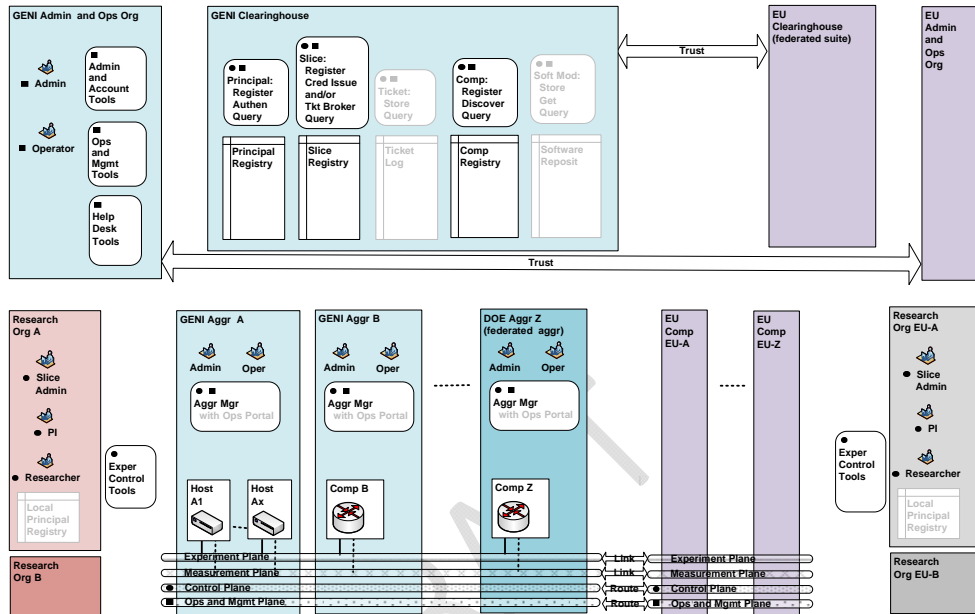 GENI Admin and Ops Org
Admin
Operator
Admin
and
Account
Tools
Ops
and
Mgmt
Tools
Help
Desk
Tools
GENI Clearinghouse
Principal:
Register
Authen
Query
Slice:
Register
Cred Issue
and/or
Tkt Broker
Query
Ticket:
Store
Query
Comp:
Register
Discover
Query
Soft Mod:
Store
Get
Query
Principal
Registry
Slice
Registry
Ticket
Log
Comp
Registry
Software
Reposit
Trust
EU
Clearinghouse
(federated suite)
EU
Admin
and
Ops
Org
Trust
Research
Org A
Slice
Admin
PI
Researcher
Local
Principal
Registry
Research
Org B
Exper
Control
Tools
GENI Aggr A
Admin
Oper
Aggr Mgr
with Ops Portal
Host
A1
Host
Ax
GENI Aggr B
Admin
Oper
Aggr Mgr
with Ops Portal
Comp B
DOE Aggr Z
(federated aggr)
Admin
Oper
Aggr Mgr
with Ops Portal
Comp Z
EU
Comp
EU-A
EU
Comp
EU-Z
Exper
Control
Tools
Research
Org EU-A
Slice
Admin
PI
Researcher
Local
Principal
Registry
Research
Org EU-B
Experiment Plane
Link
Experiment Plane
Measurement Plane
Link
Measurement Plane
Control Plane
Route
Control Plane
Ops and Mgmt Plane
Route
Ops and Mgmt Plane